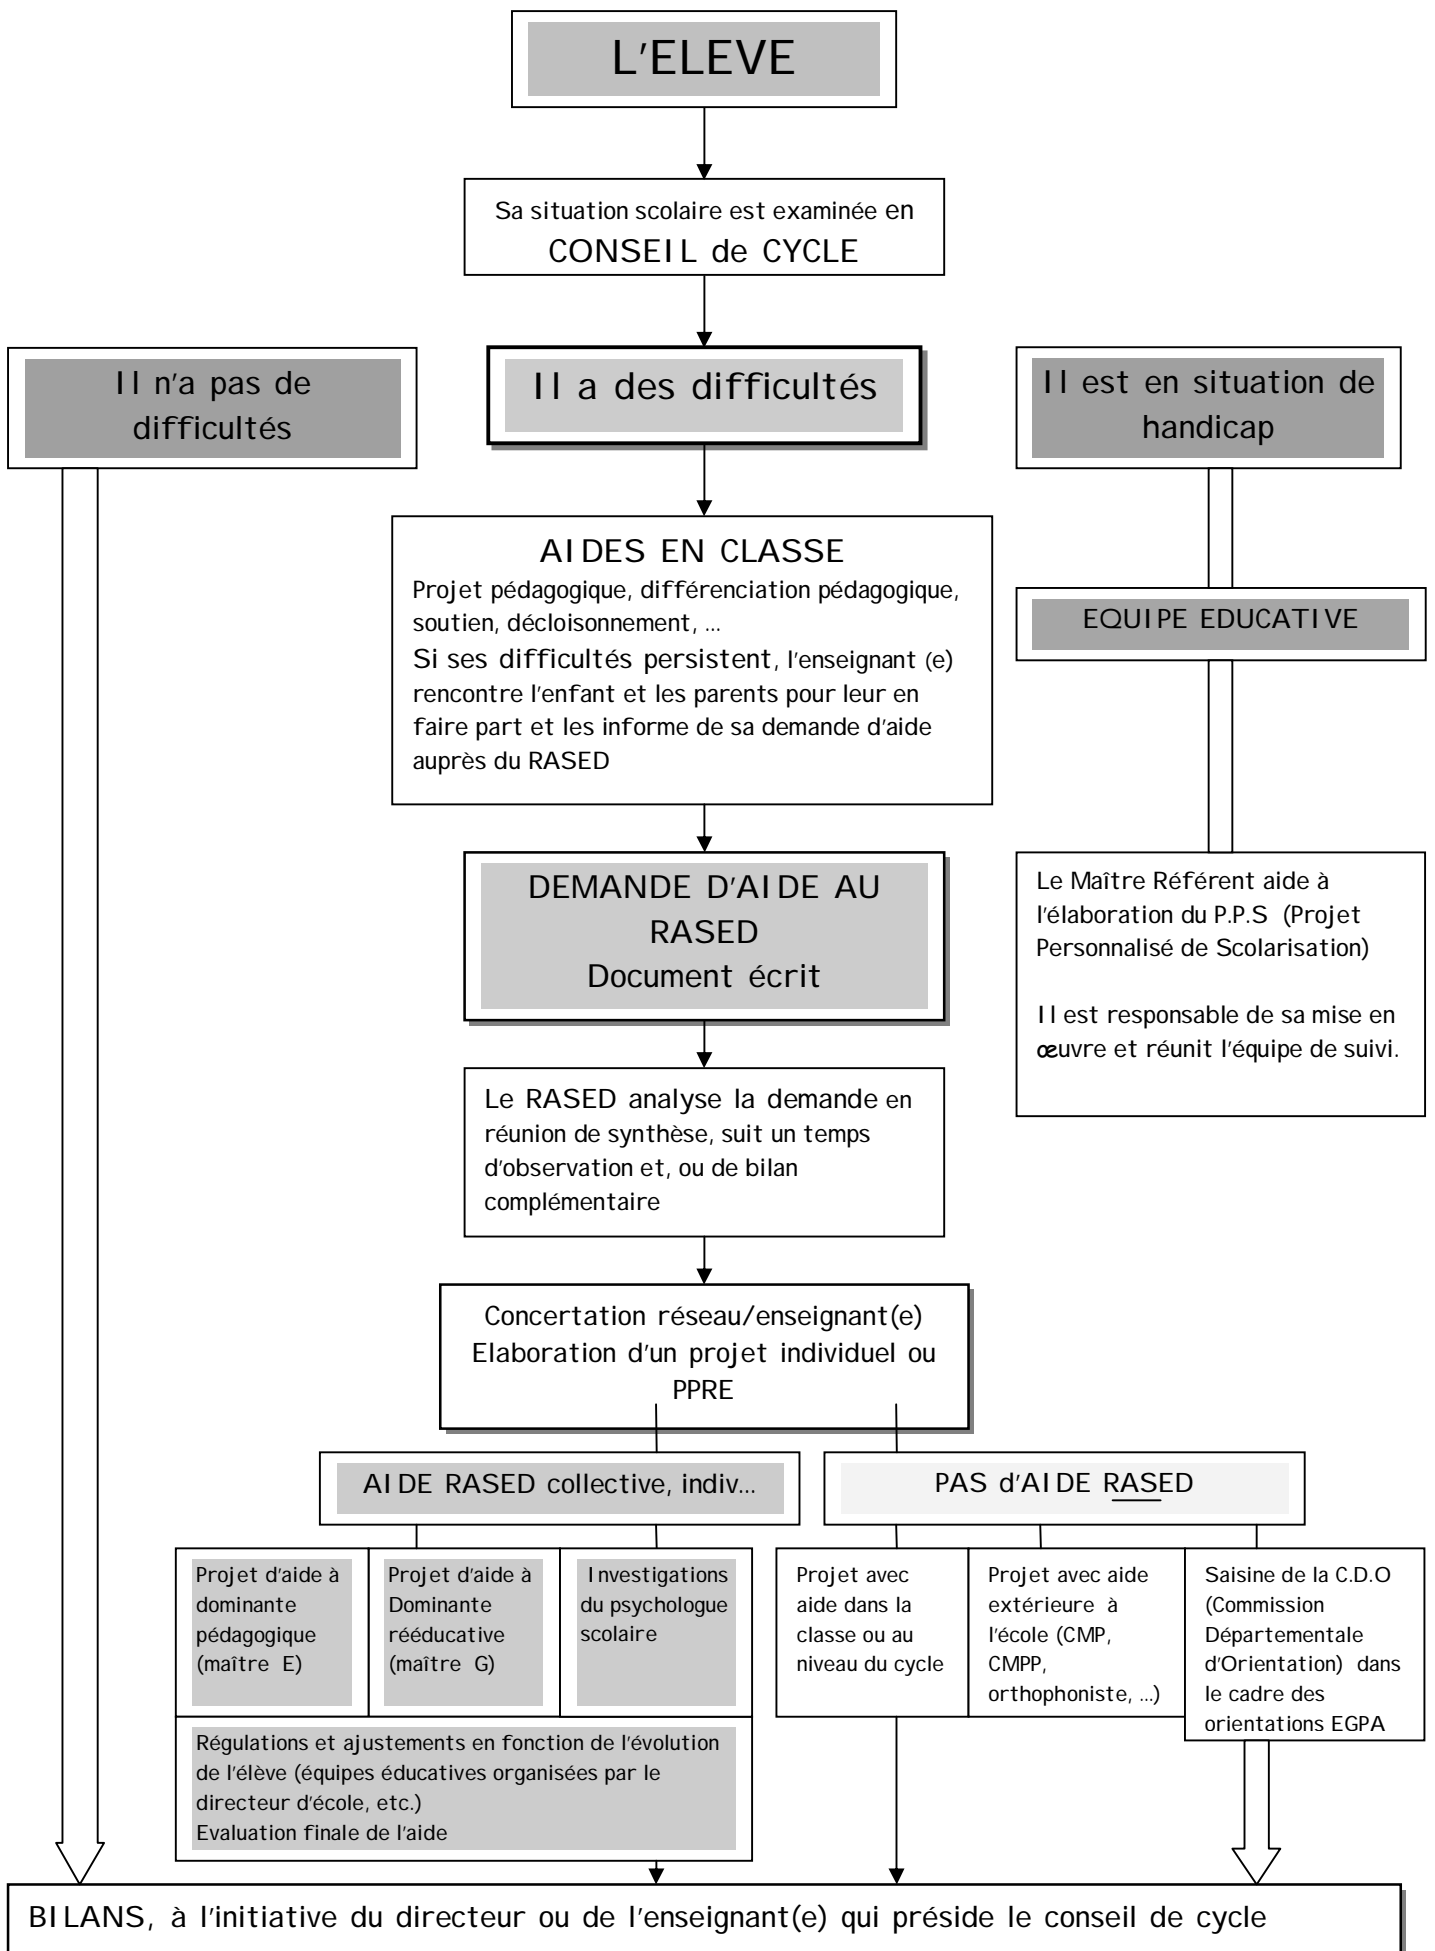 L'ELEVE
Sa situation scolaire est examinée en
CONSEIL de CYCLE
Il n'a pas de
difficultés
Il a des difficultés
Il est en situation de
handicap
AIDES EN CLASSE
Projet pédagogique, différenciation pédagogique,
soutien, décloisonnement, ...
Si ses difficultés persistent, l'enseignant (e)
rencontre l'enfant et les parents pour leur en
faire part et les informe de sa demande d'aide
auprès du RASED
EQUIPE EDUCATIVE
DEMANDE D'AIDE AU
RASED
Document écrit
Le Maître Référent aide à
l'élaboration du P.P.S (Projet
Personnalisé de Scolarisation)
Il est responsable de sa mise en
œuvre et réunit l'équipe de suivi.
Le RASED analyse la demande en
réunion de synthèse, suit un temps
d'observation et, ou de bilan
complémentaire
Concertation réseau/enseignant(e)
Elaboration d'un projet individuel ou
PPRE
AIDE RASED collective, indiv...
PAS d'AIDE RASED
Projet d'aide à
dominante
pédagogique
(maître E)
Projet d'aide à
Dominante
rééducative
(maître G)
Investigations
du psychologue
scolaire
Projet avec
aide dans la
classe ou au
niveau du cycle
Projet avec aide
extérieure à
l'école (CMP,
CMPP,
orthophoniste, ...)
Saisine de la C.D.O
(Commission
Départementale
d'Orientation) dans
le cadre des
orientations EGPA
Régulations et ajustements en fonction de l'évolution
de l'élève (équipes éducatives organisées par le
directeur d'école, etc.)
Evaluation finale de l'aide
BILANS, à l'initiative du directeur ou de l'enseignant(e) qui préside le conseil de cycle